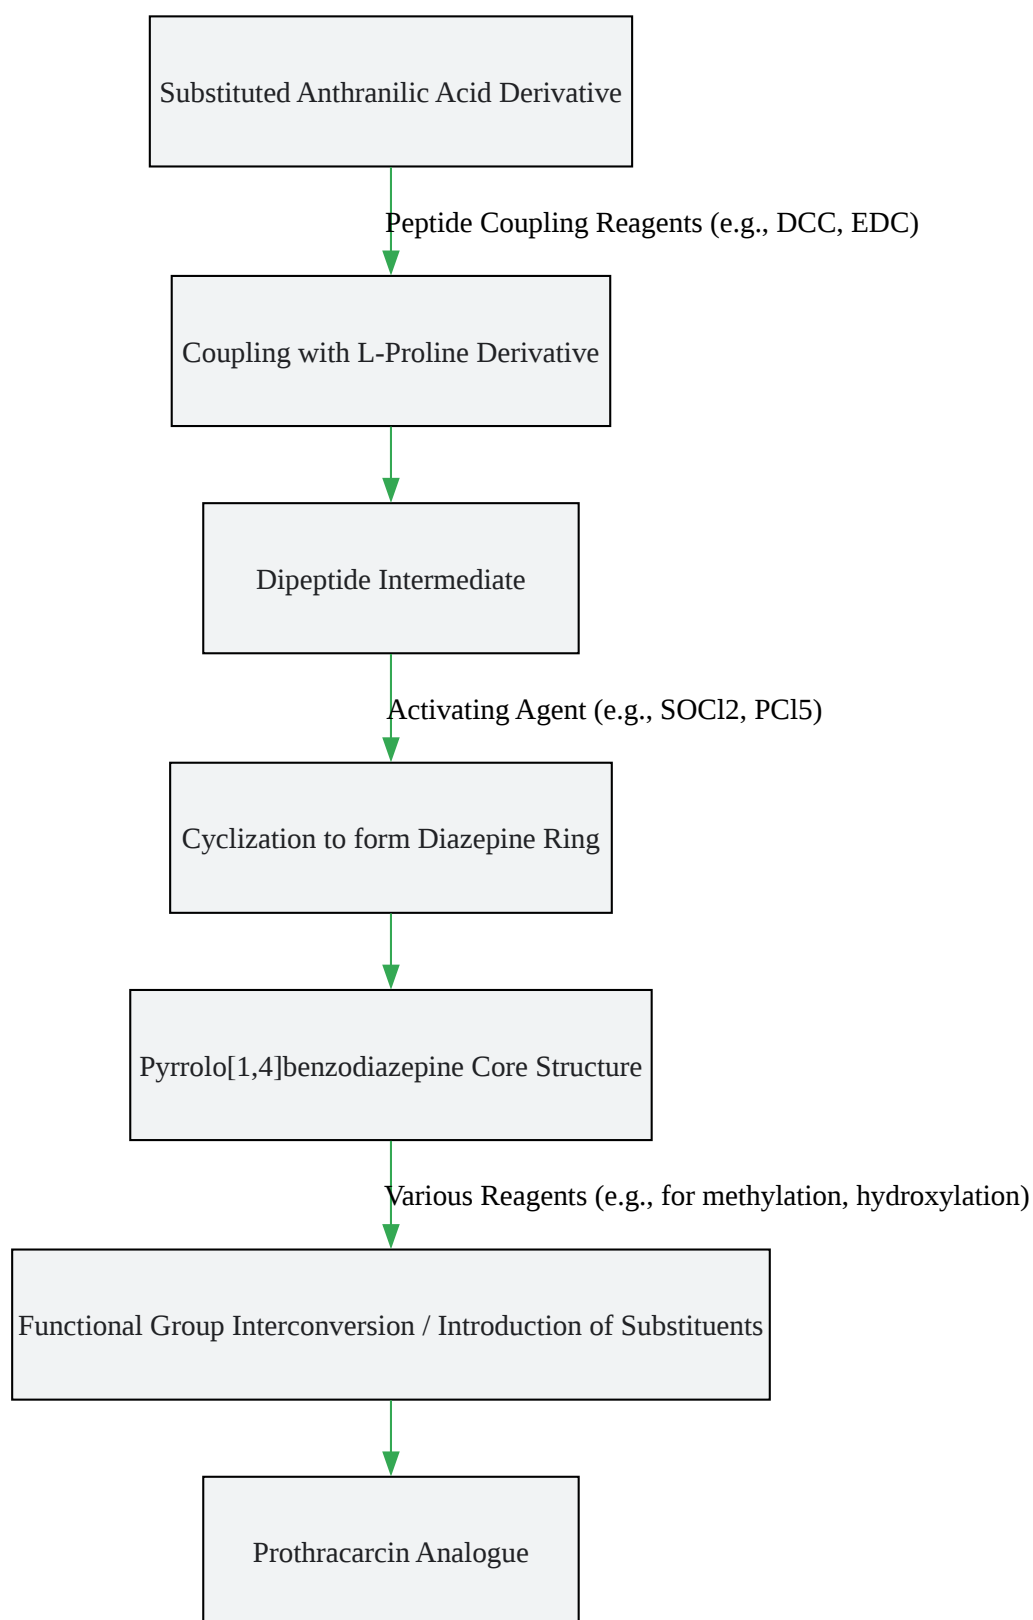 Substituted Anthranilic Acid Derivative
Peptide Coupling Reagents (e.g., DCC, EDC)
Coupling with L-Proline Derivative
Dipeptide Intermediate
Activating Agent (e.g., SOCl2, PCl5)
Cyclization to form Diazepine Ring
Pyrrolo[1,4]benzodiazepine Core Structure
Various Reagents (e.g., for methylation, hydroxylation)
Functional Group Interconversion / Introduction of Substituents
Prothracarcin Analogue